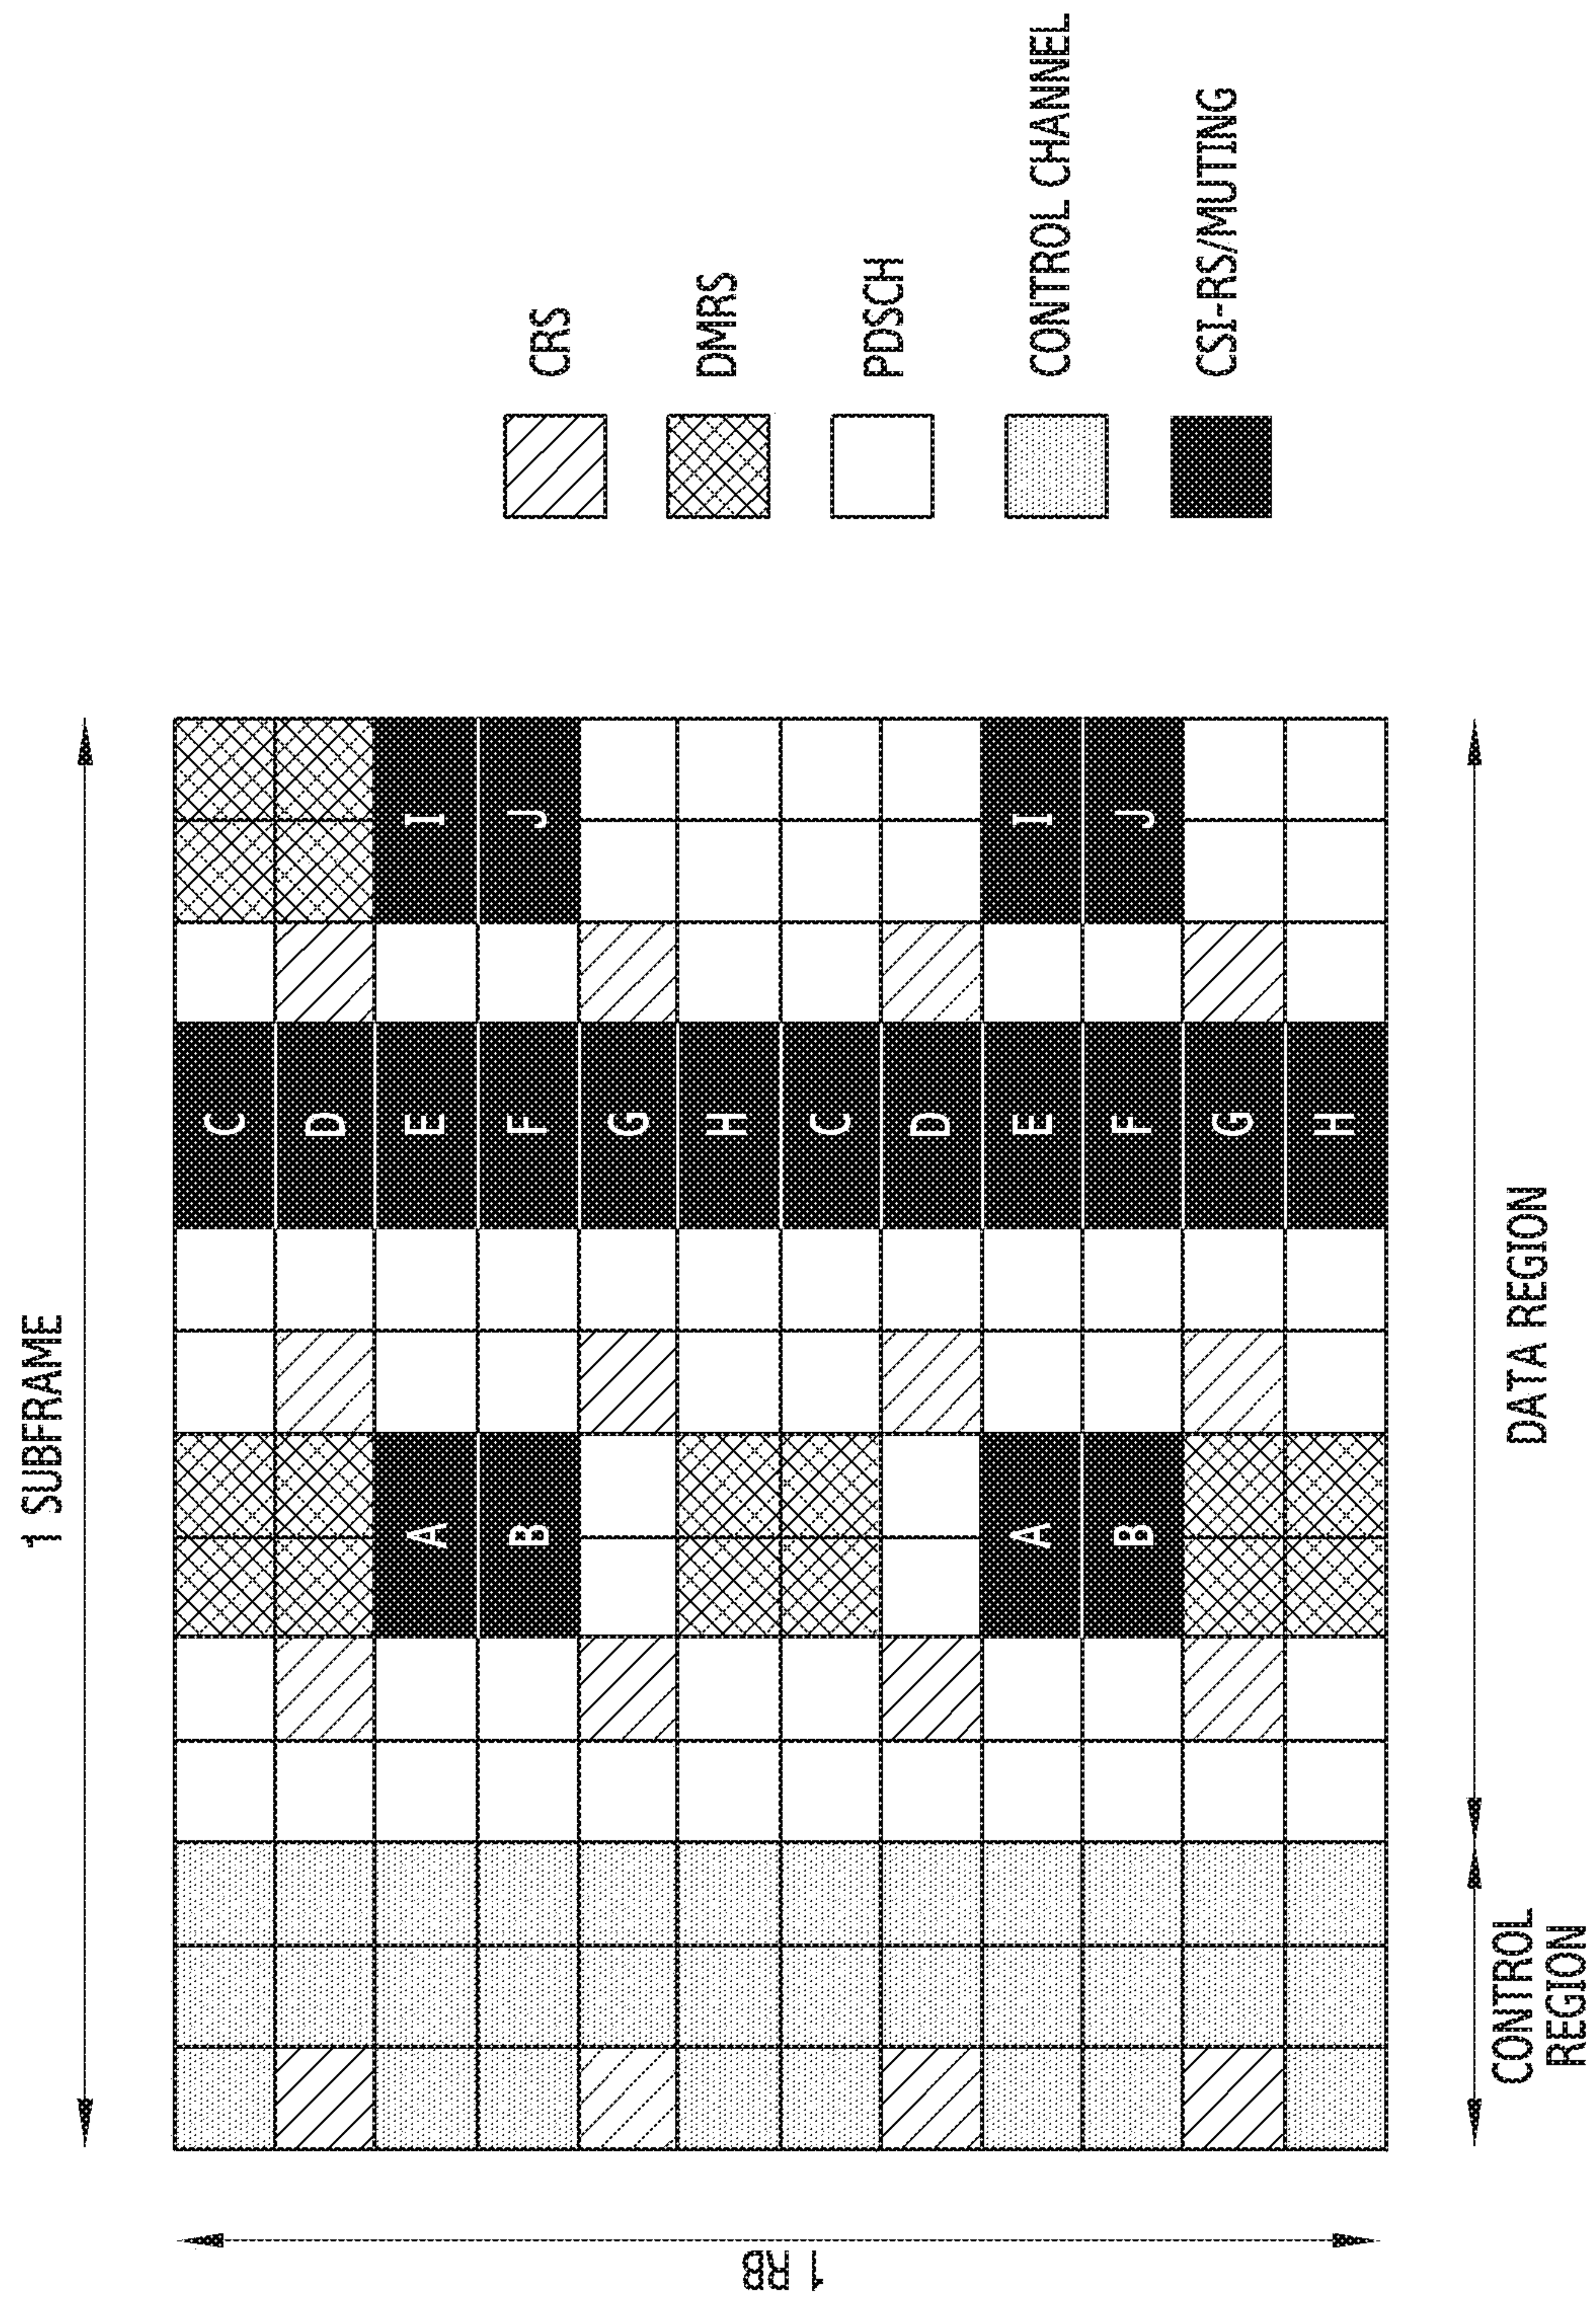 1 SUBFRAME
1 RB
C
D
A E I
B F J
G
H
C
D
A E I
B F J
G
H
CONTROL
REGION
DATA REGION
CRS
DMRS
PDSCH
CONTROL CHANNEL
CSI-RS/MUTING